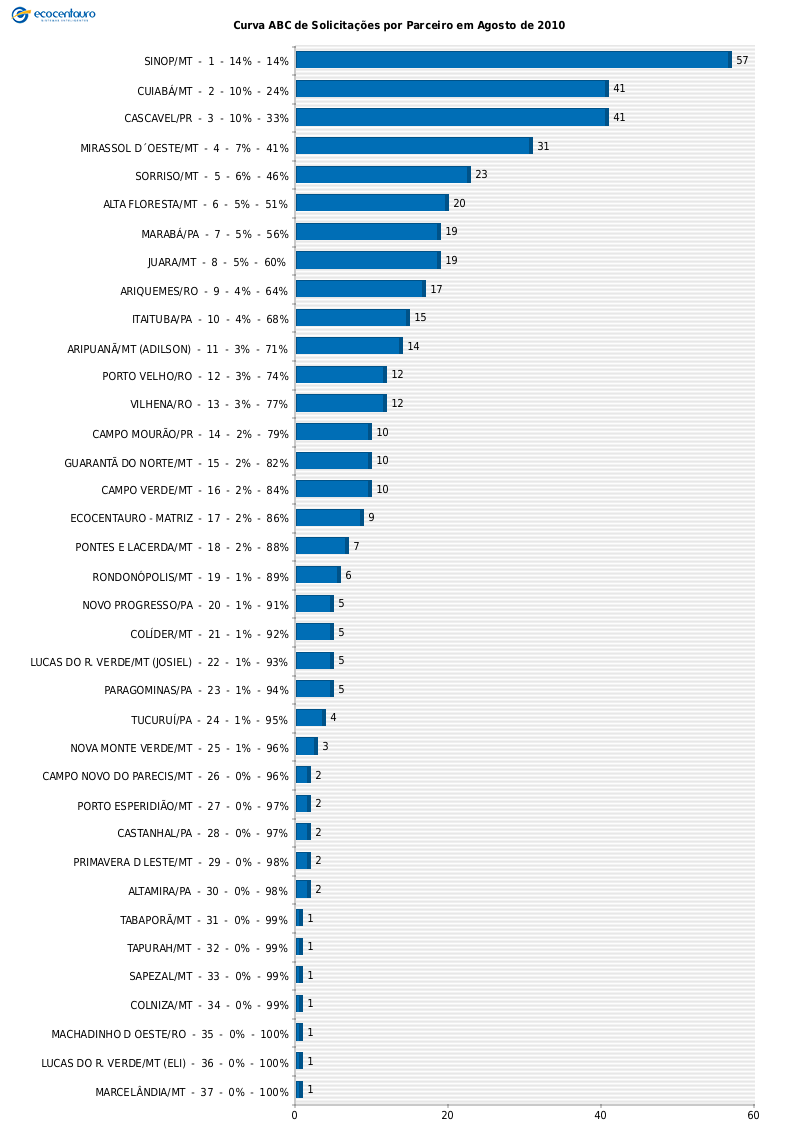 ecocentauro
Curva ABC de Solicitações por Parceiro em Agosto de 2010
SINOP/MT - 1 - 14% - 14% 57
CUIABÁ/MT - 2 - 10% - 24% 41
CASCAVEL/PR - 3 - 10% - 33% 41
MIRASSOL D´OESTE/MT - 4 - 7% - 41% 31
SORRISO/MT - 5 - 6% - 46% 23
ALTA FLORESTA/MT - 6 - 5% - 51% 20
MARABÁ/PA - 7 - 5% - 56% 19
JUARA/MT - 8 - 5% - 60% 19
ARIQUEMES/RO - 9 - 4% - 64% 17
ITAITUBA/PA - 10 - 4% - 68% 15
ARIPUANÃ/MT (ADILSON) - 11 - 3% - 71% 14
PORTO VELHO/RO - 12 - 3% - 74% 12
VILHENA/RO - 13 - 3% - 77% 12
CAMPO MOURÃO/PR - 14 - 2% - 79% 10
GUARANTÃ DO NORTE/MT - 15 - 2% - 82% 10
CAMPO VERDE/MT - 16 - 2% - 84% 10
ECOCENTAURO - MATRIZ - 17 - 2% - 86% 9
PONTES E LACERDA/MT - 18 - 2% - 88% 7
RONDONÓPOLIS/MT - 19 - 1% - 89% 6
NOVO PROGRESSO/PA - 20 - 1% - 91% 5
COLÍDER/MT - 21 - 1% - 92% 5
LUCAS DO R. VERDE/MT (JOSIEL) - 22 - 1% - 93% 5
PARAGOMINAS/PA - 23 - 1% - 94% 5
TUCURUÍ/PA - 24 - 1% - 95% 4
NOVA MONTE VERDE/MT - 25 - 1% - 96% 3
CAMPO NOVO DO PARECIS/MT - 26 - 0% - 96% 2
PORTO ESPERIDIÃO/MT - 27 - 0% - 97% 2
CASTANHAL/PA - 28 - 0% - 97% 2
PRIMAVERA D LESTE/MT - 29 - 0% - 98% 2
ALTAMIRA/PA - 30 - 0% - 98% 2
TABAPORÃ/MT - 31 - 0% - 99% 1
TAPURAH/MT - 32 - 0% - 99% 1
SAPEZAL/MT - 33 - 0% - 99% 1
COLNIZA/MT - 34 - 0% - 99% 1
MACHADINHO D OESTE/RO - 35 - 0% - 100% 1
LUCAS DO R. VERDE/MT (ELI) - 36 - 0% - 100% 1
MARCELÂNDIA/MT - 37 - 0% - 100% 1
0 20 40 60